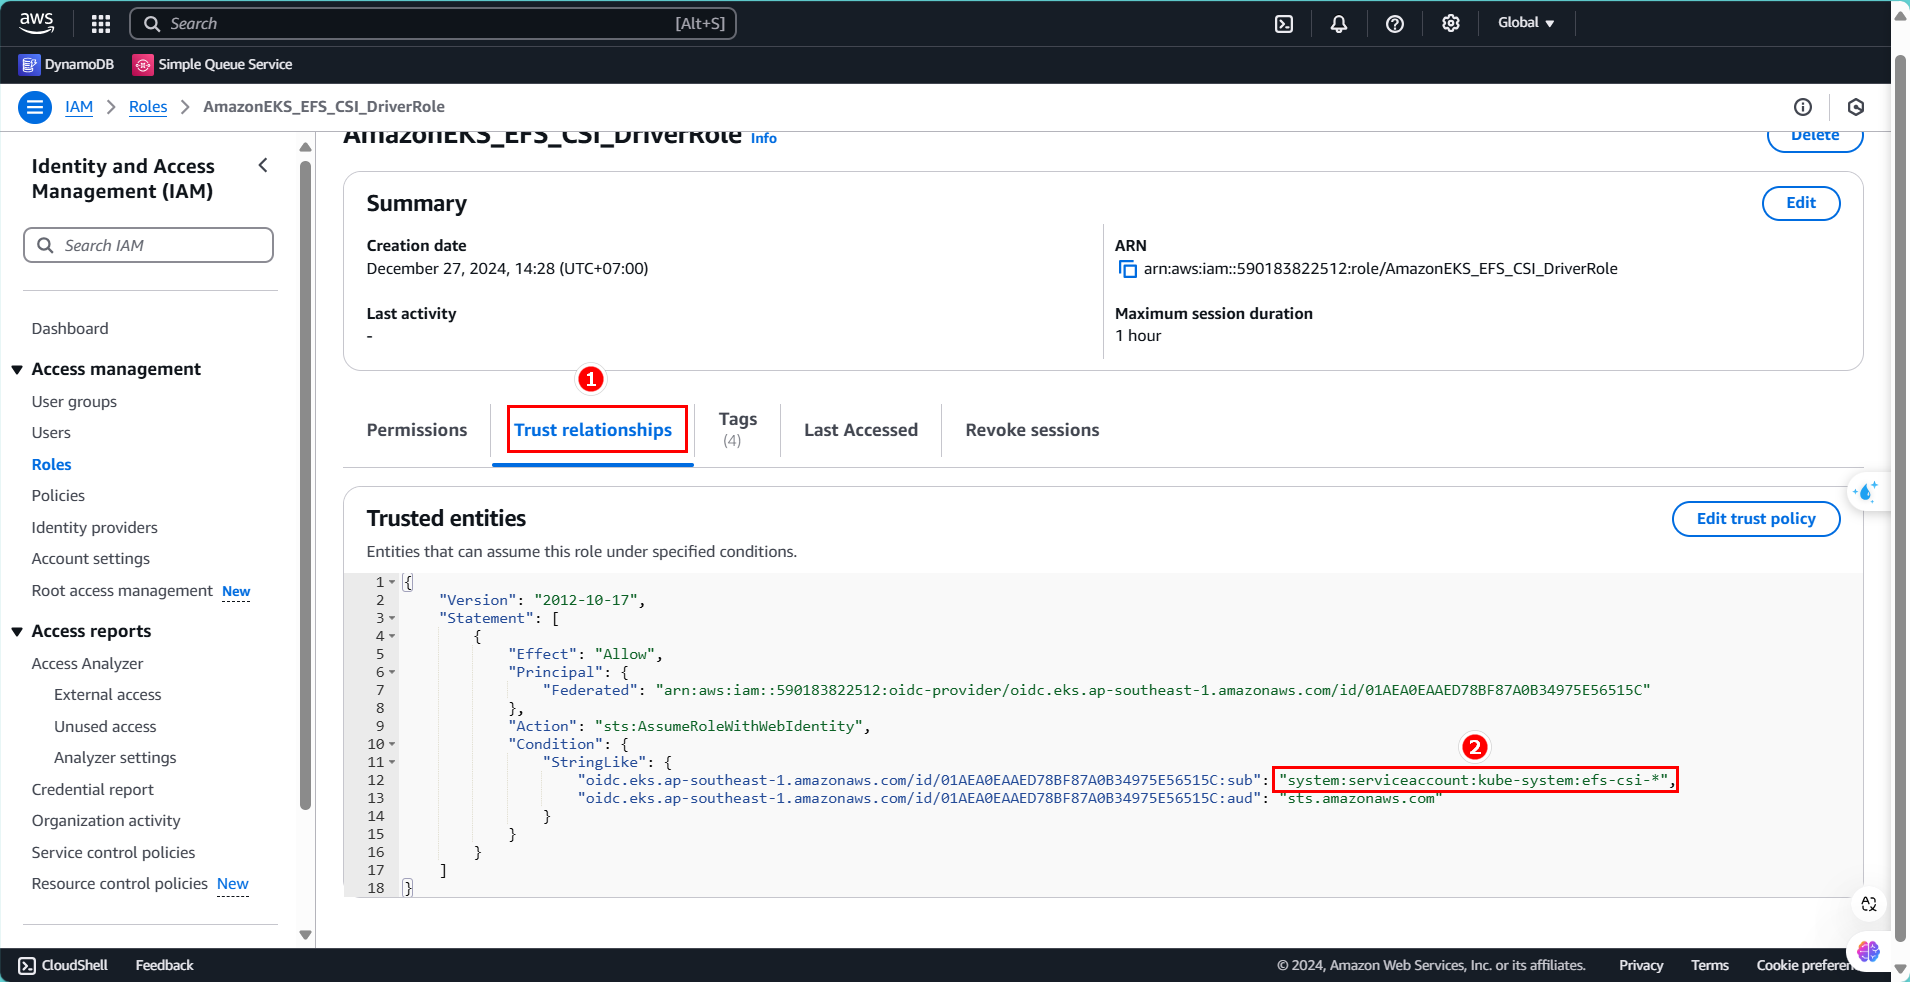 aws
Search
[Alt+S]
Global
DynamoDB
Simple Queue Service
IAM
Roles
AmazonEKS_EFS_CSI_DriverRole
AmazonEKS_EFS_CSI_DriverRole Info
Delete
Identity and Access
Management (IAM)
Search IAM
Dashboard
Access management
User groups
Users
Roles
Policies
Identity providers
Account settings
Root access management New
Access reports
Access Analyzer
External access
Unused access
Analyzer settings
Credential report
Organization activity
Service control policies
Resource control policies New
Summary
Edit
Creation date
December 27, 2024, 14:28 (UTC+07:00)
Last activity
-
ARN
arn:aws:iam::590183822512:role/AmazonEKS_EFS_CSI_DriverRole
Maximum session duration
1 hour
1
Permissions
Trust relationships
Tags
(4)
Last Accessed
Revoke sessions
Trusted entities
Edit trust policy
Entities that can assume this role under specified conditions.
1 {
2 "Version": "2012-10-17",
3 "Statement": [
4 {
5 "Effect": "Allow",
6 "Principal": {
7 "Federated": "arn:aws:iam::590183822512:oidc-provider/oidc.eks.ap-southeast-1.amazonaws.com/id/01AEA0EAAED78BF87A0B34975E56515C"
8 },
9 "Action": "sts:AssumeRoleWithWebIdentity",
10 "Condition": {
11 "StringLike": {
2
12 "oidc.eks.ap-southeast-1.amazonaws.com/id/01AEA0EAAED78BF87A0B34975E56515C:sub": "system:serviceaccount:kube-system:efs-csi-*",
13 "oidc.eks.ap-southeast-1.amazonaws.com/id/01AEA0EAAED78BF87A0B34975E56515C:aud": "sts.amazonaws.com"
14 }
15 }
16 }
17 ]
18 }
CloudShell
Feedback
© 2024, Amazon Web Services, Inc. or its affiliates.
Privacy
Terms
Cookie preferen